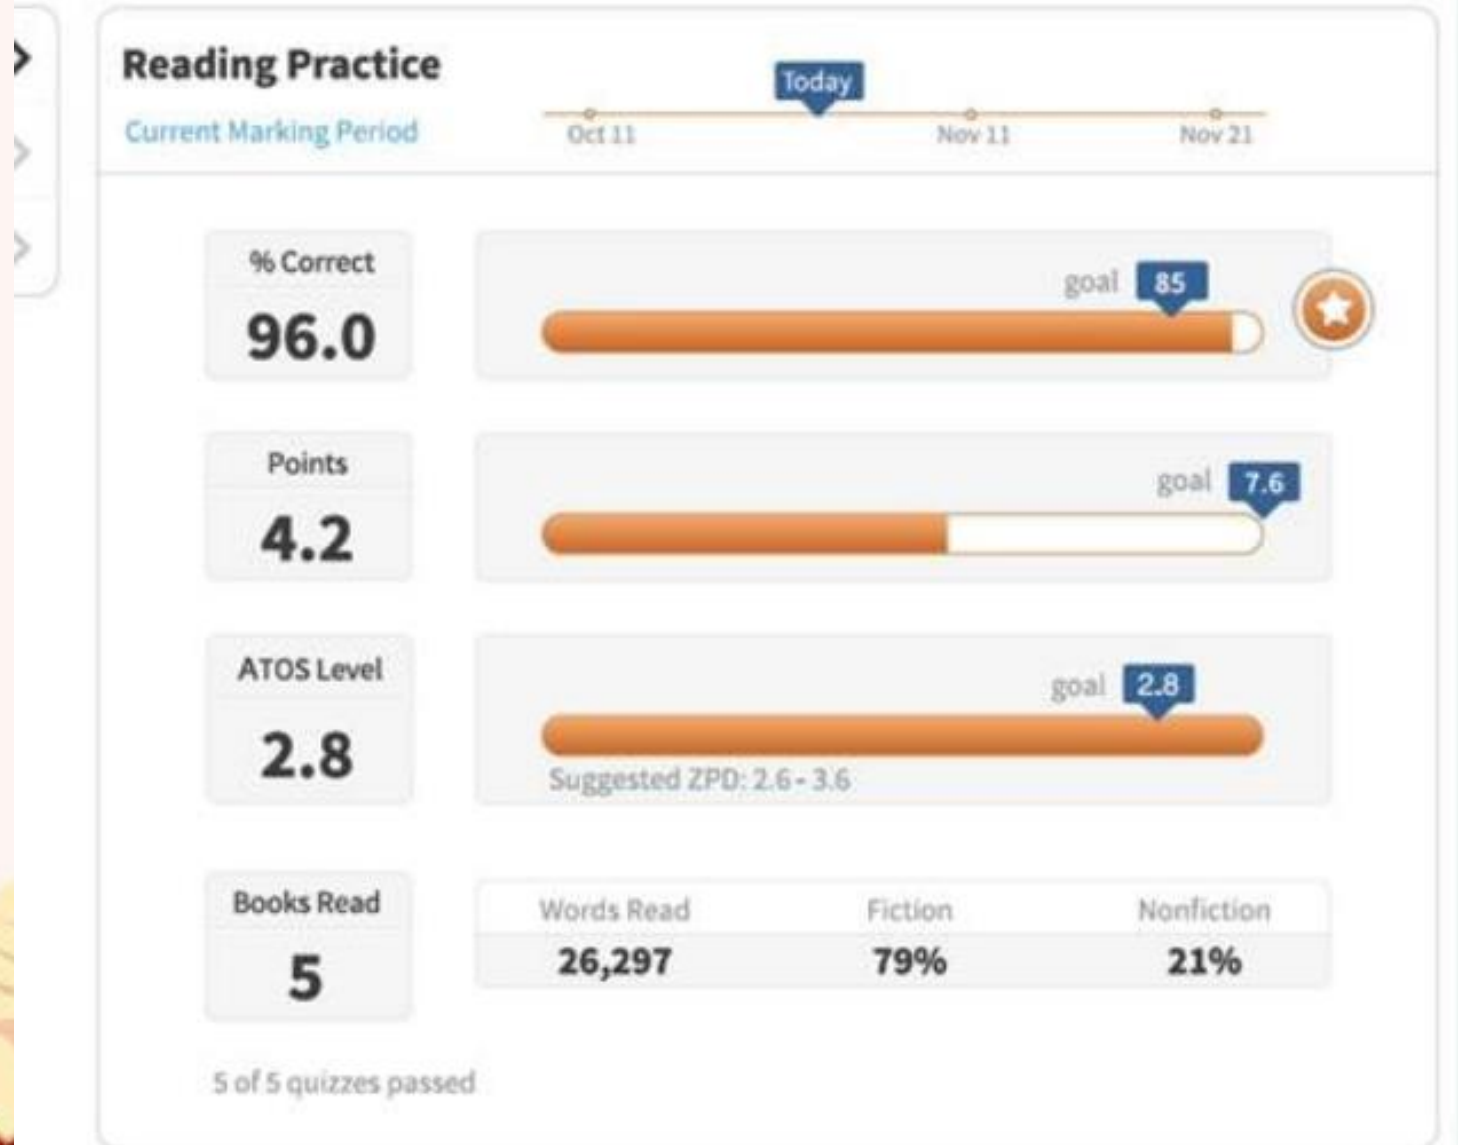 Reading Practice
Today
Current Marking Period
Oct 11
Nov 11
Nov 21
% Correct
96.0
goal 85
Points
4.2
goal 7.6
ATOS Level
2.8
goal 2.8
Suggested ZPD: 2.6 - 3.6
Books Read
5
Words Read Fiction Nonfiction
26,297 79% 21%
5 of 5 quizzes passed